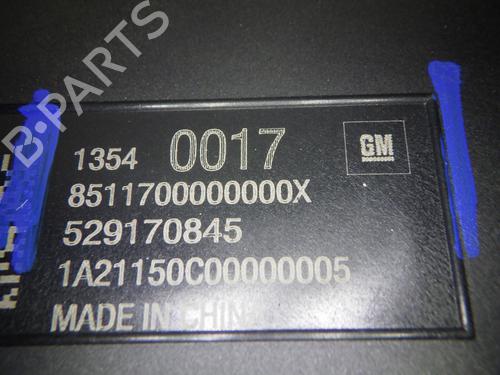 B-PARTS
1354 0017
GM
8511700000000X
529170845
1A21150C00000005
MADE IN CHINA